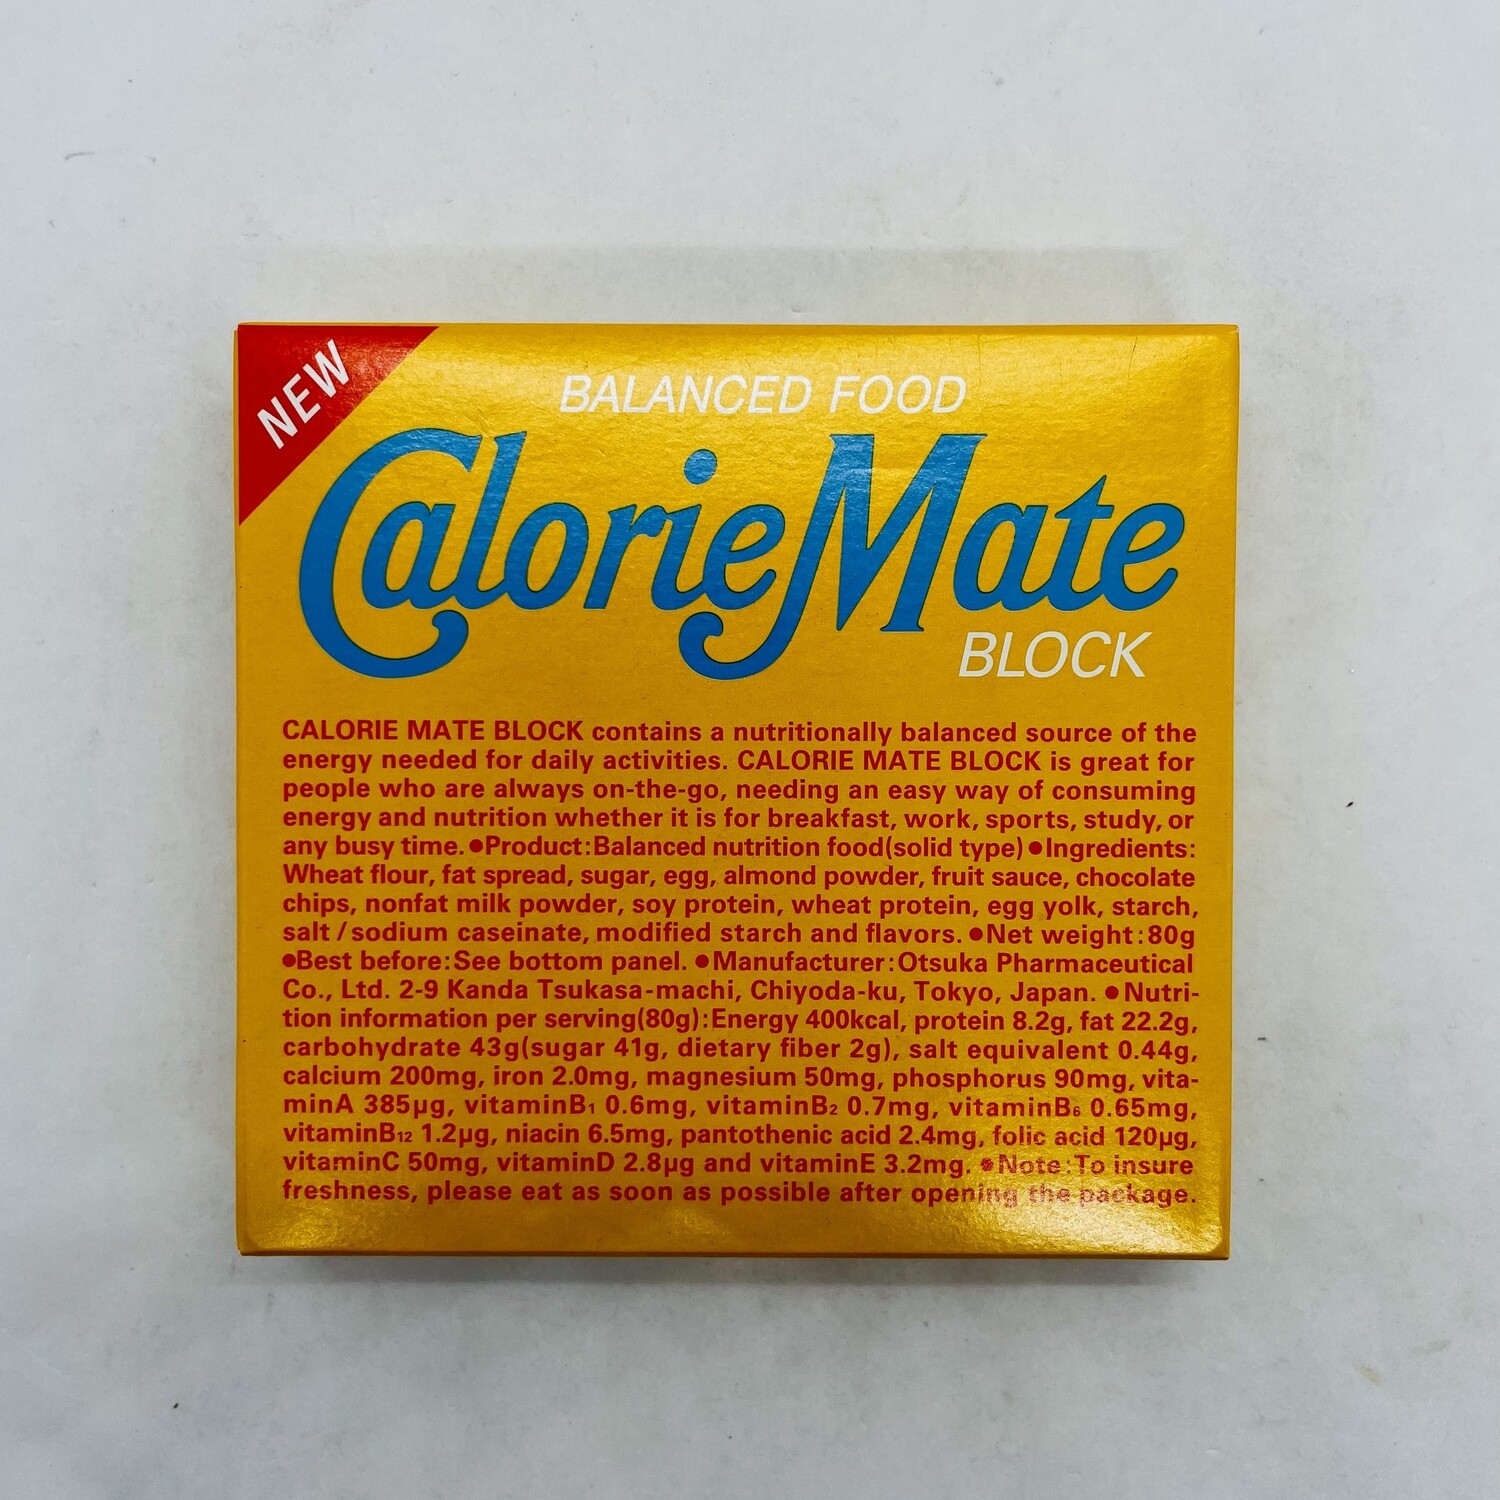 NEW
BALANCED FOOD
CalorieMate
BLOCK
CALORIE MATE BLOCK contains a nutritionally balanced source of the
energy needed for daily activities. CALORIE MATE BLOCK is great for
people who are always on-the-go, needing an easy way of consuming
energy and nutrition whether it is for breakfast, work, sports, study, or
any busy time. ●Product:Balanced nutrition food(solid type) ●Ingredients:
Wheat flour, fat spread, sugar, egg, almond powder, fruit sauce, chocolate
chips, nonfat milk powder, soy protein, wheat protein, egg yolk, starch,
salt/sodium caseinate, modified starch and flavors. ●Net weight:80g
●Best before:See bottom panel. ●Manufacturer:Otsuka Pharmaceutical
Co., Ltd. 2-9 Kanda Tsukasa-machi, Chiyoda-ku, Tokyo, Japan. ●Nutri-
tion information per serving(80g):Energy 400kcal, protein 8.2g, fat 22.2g,
carbohydrate 43g(sugar 41g, dietary fiber 2g), salt equivalent 0.44g,
calcium 200mg, iron 2.0mg, magnesium 50mg, phosphorus 90mg, vita-
minA 385μg, vitaminB₁ 0.6mg, vitaminB₂ 0.7mg, vitaminB₆ 0.65mg,
vitaminB₁₂ 1.2μg, niacin 6.5mg, pantothenic acid 2.4mg, folic acid 120μg,
vitaminC 50mg, vitaminD 2.8μg and vitaminE 3.2mg. ●Note:To insure
freshness, please eat as soon as possible after opening the package.